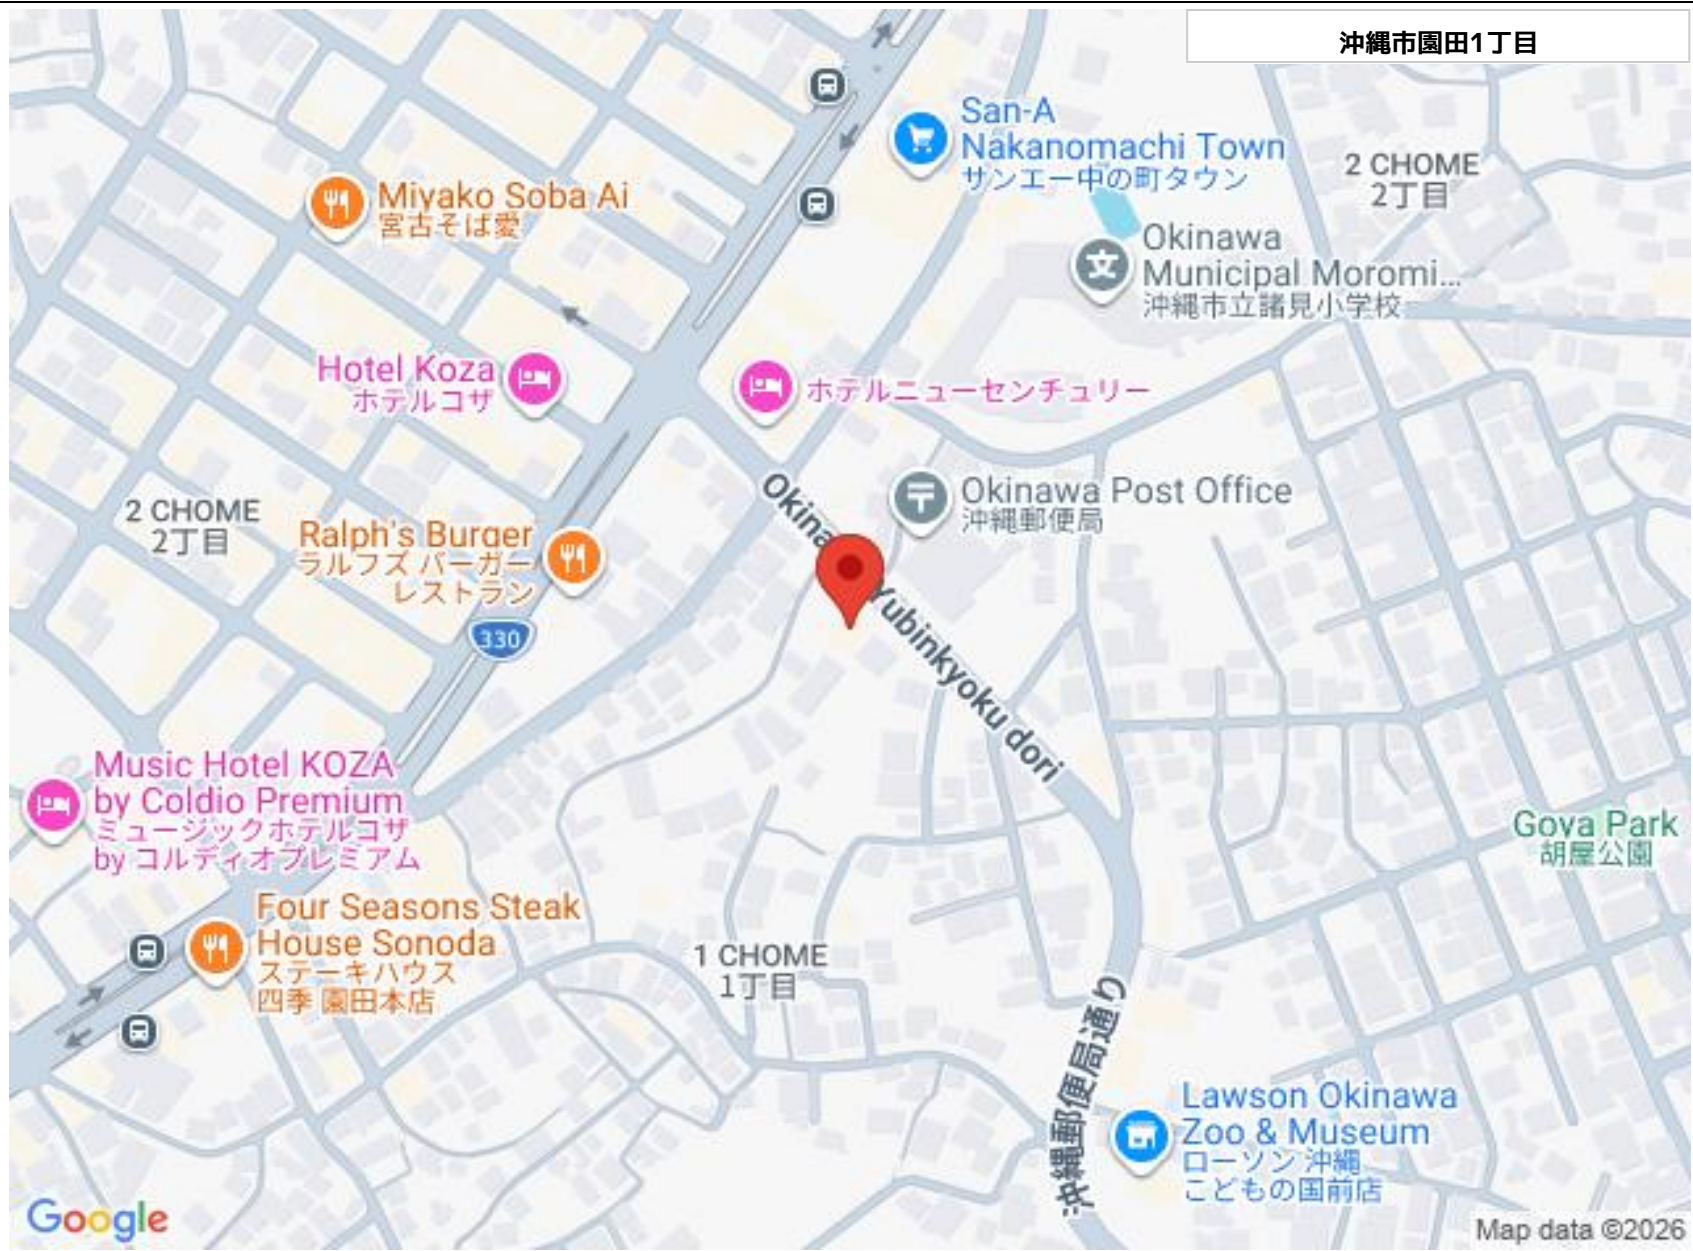 沖縄市園田1丁目
San-A
Nakanomachi Town
サンエー中の町タウン
2 CHOME
2丁目
Miyako Soba Ai
宮古そば愛
Okinawa
Municipal Moromi...
沖縄市立諸見小学校
Hotel Koza
ホテルコザ
ホテルニューセンチュリー
Okinawa Post Office
沖縄郵便局
2 CHOME
2丁目
Ralph's Burger
ラルフズ バーガー
レストラン
330
Okina
Yubinkyoku dori
Music Hotel KOZA
by Coldio Premium
ミュージックホテルコザ
by コルディオプレミアム
Goya Park
胡屋公園
Four Seasons Steak
House Sonoda
ステーキハウス
四季 園田本店
1 CHOME
1丁目
沖縄郵便局通り
Lawson Okinawa
Zoo & Museum
ローソン 沖縄
こどもの国前店
Google
Map data ©2026